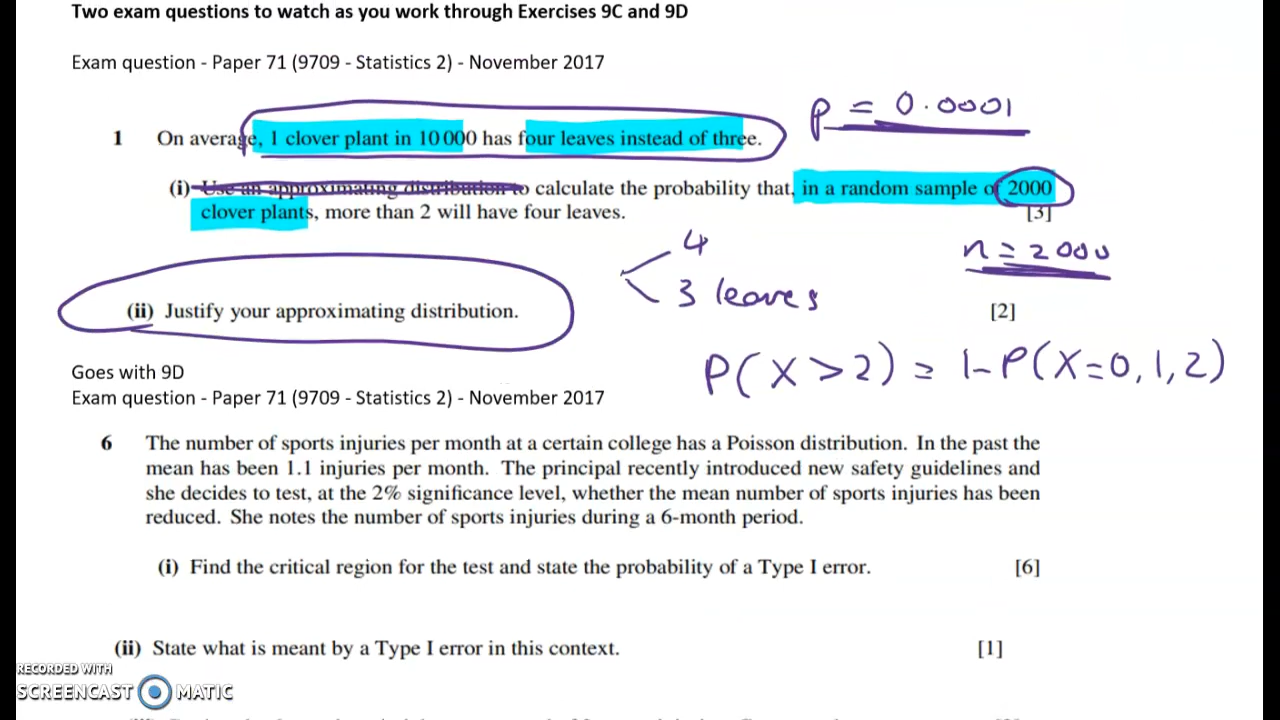 Two exam questions to watch as you work through Exercises 9C and 9D
Exam question - Paper 71 (9709 - Statistics 2) - November 2017
p = 0.0001
1 On average, 1 clover plant in 10 000 has four leaves instead of three.
(i) Use an approximating distribution to calculate the probability that, in a random sample of 2000
clover plants, more than 2 will have four leaves. [3]
4
n = 2000
3 leaves
(ii) Justify your approximating distribution. [2]
P(X > 2) = 1 - P(X = 0, 1, 2)
Goes with 9D
Exam question - Paper 71 (9709 - Statistics 2) - November 2017
6 The number of sports injuries per month at a certain college has a Poisson distribution. In the past the
mean has been 1.1 injuries per month. The principal recently introduced new safety guidelines and
she decides to test, at the 2% significance level, whether the mean number of sports injuries has been
reduced. She notes the number of sports injuries during a 6-month period.
(i) Find the critical region for the test and state the probability of a Type I error. [6]
(ii) State what is meant by a Type I error in this context. [1]
RECORDED WITH
SCREENCAST MATIC